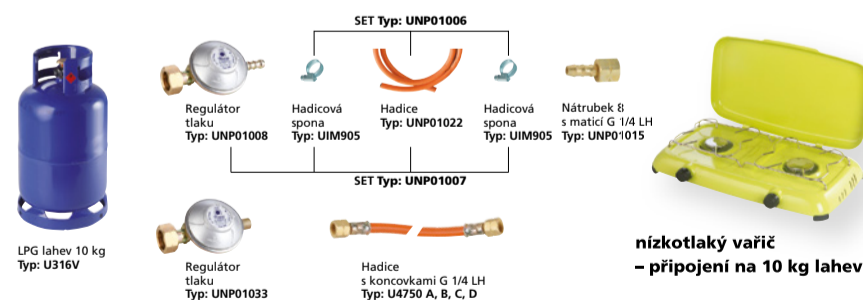 SET Typ: UNP01006
Regulátor
tlaku
Typ: UNP01008
Hadicová
spona
Typ: UIM905
Hadice
Typ: UNP01022
Hadicová
spona
Typ: UIM905
Nátrubek 8
s maticí G 1/4 LH
Typ: UNP01015
SET Typ: UNP01007
LPG lahev 10 kg
Typ: U316V
Regulátor
tlaku
Typ: UNP01033
Hadice
s koncovkami G 1/4 LH
Typ: U4750 A, B, C, D
nízkotlaký vařič
– připojení na 10 kg lahev